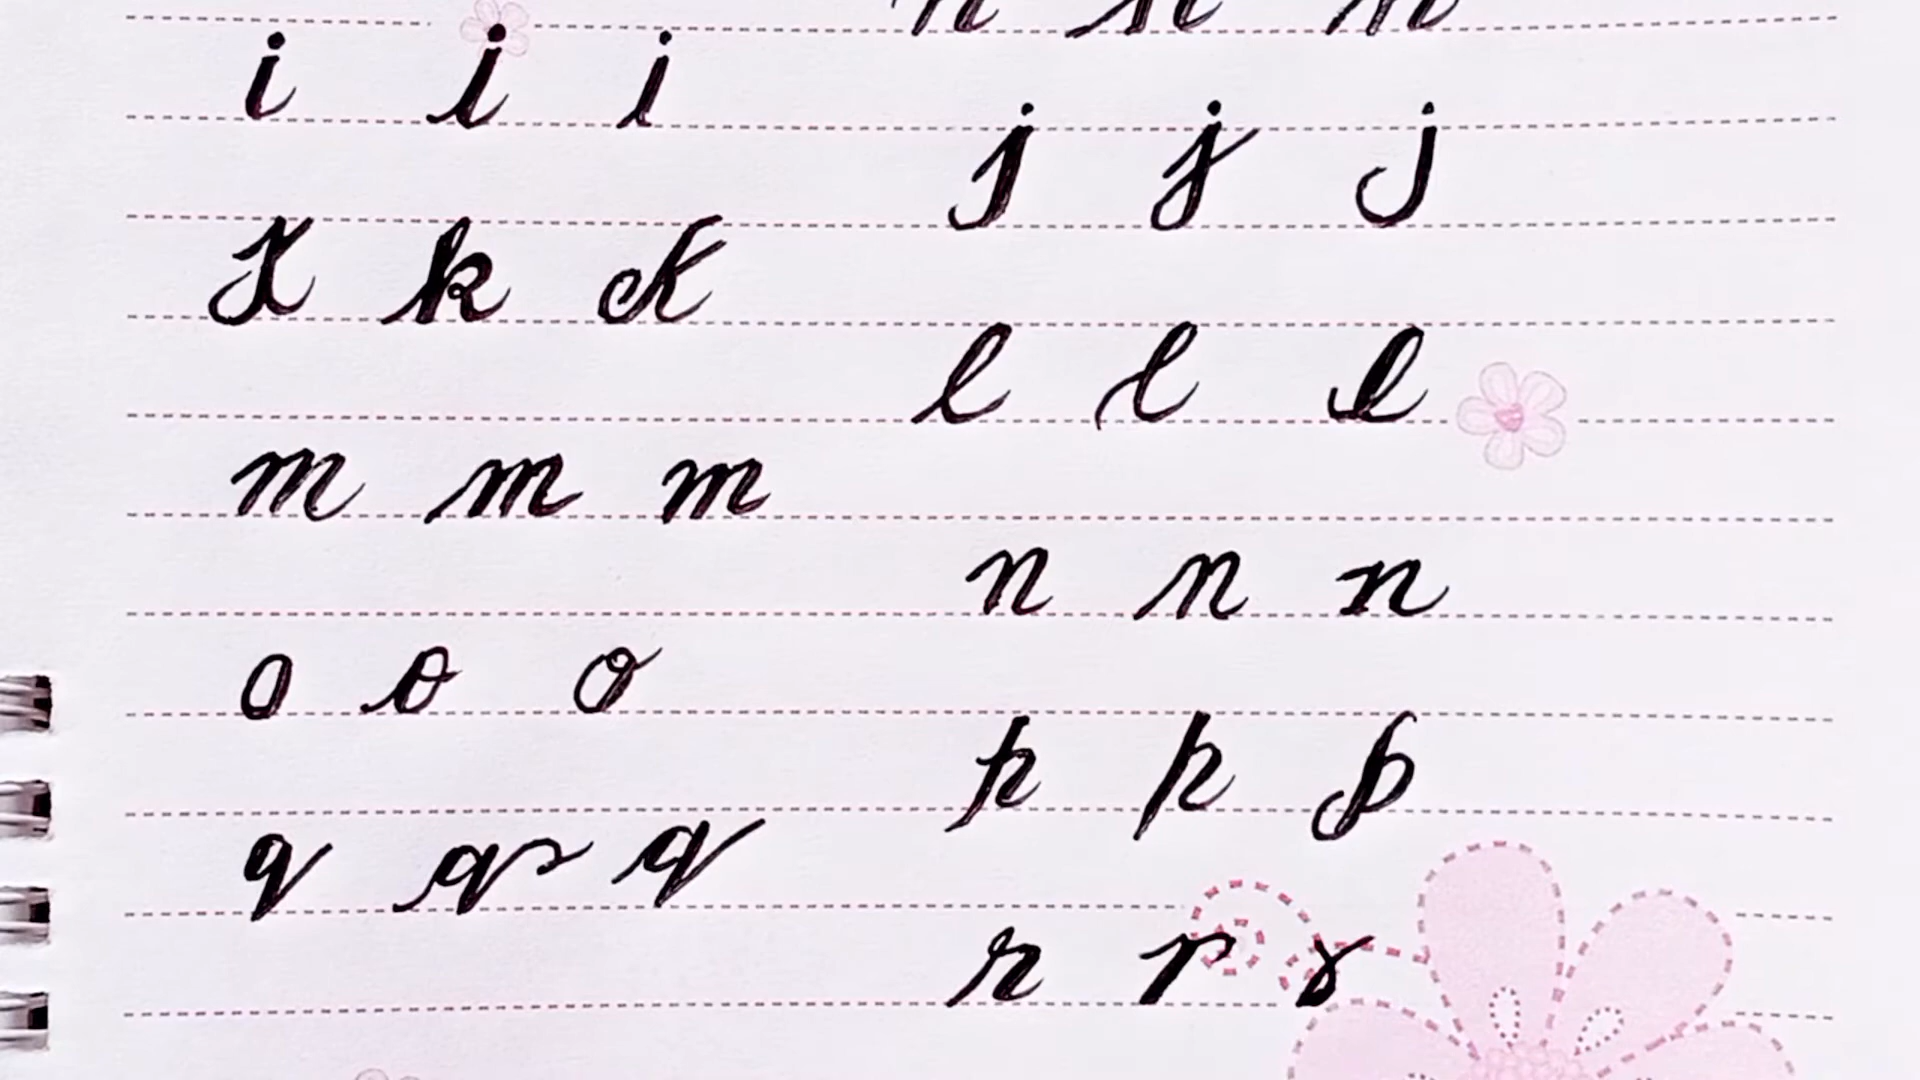 i i i
j j j
k k k
l l l
m m m
n n n
o o o
p p p
q q q
r r r